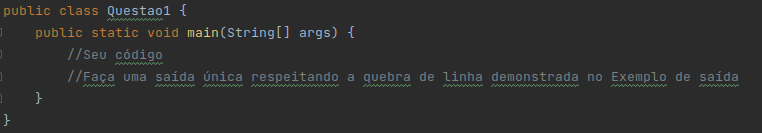 public class Questao1 {
    public static void main(String[] args) {
        //Seu código
        //Faça uma saída única respeitando a quebra de linha demonstrada no Exemplo de saída
    }
}